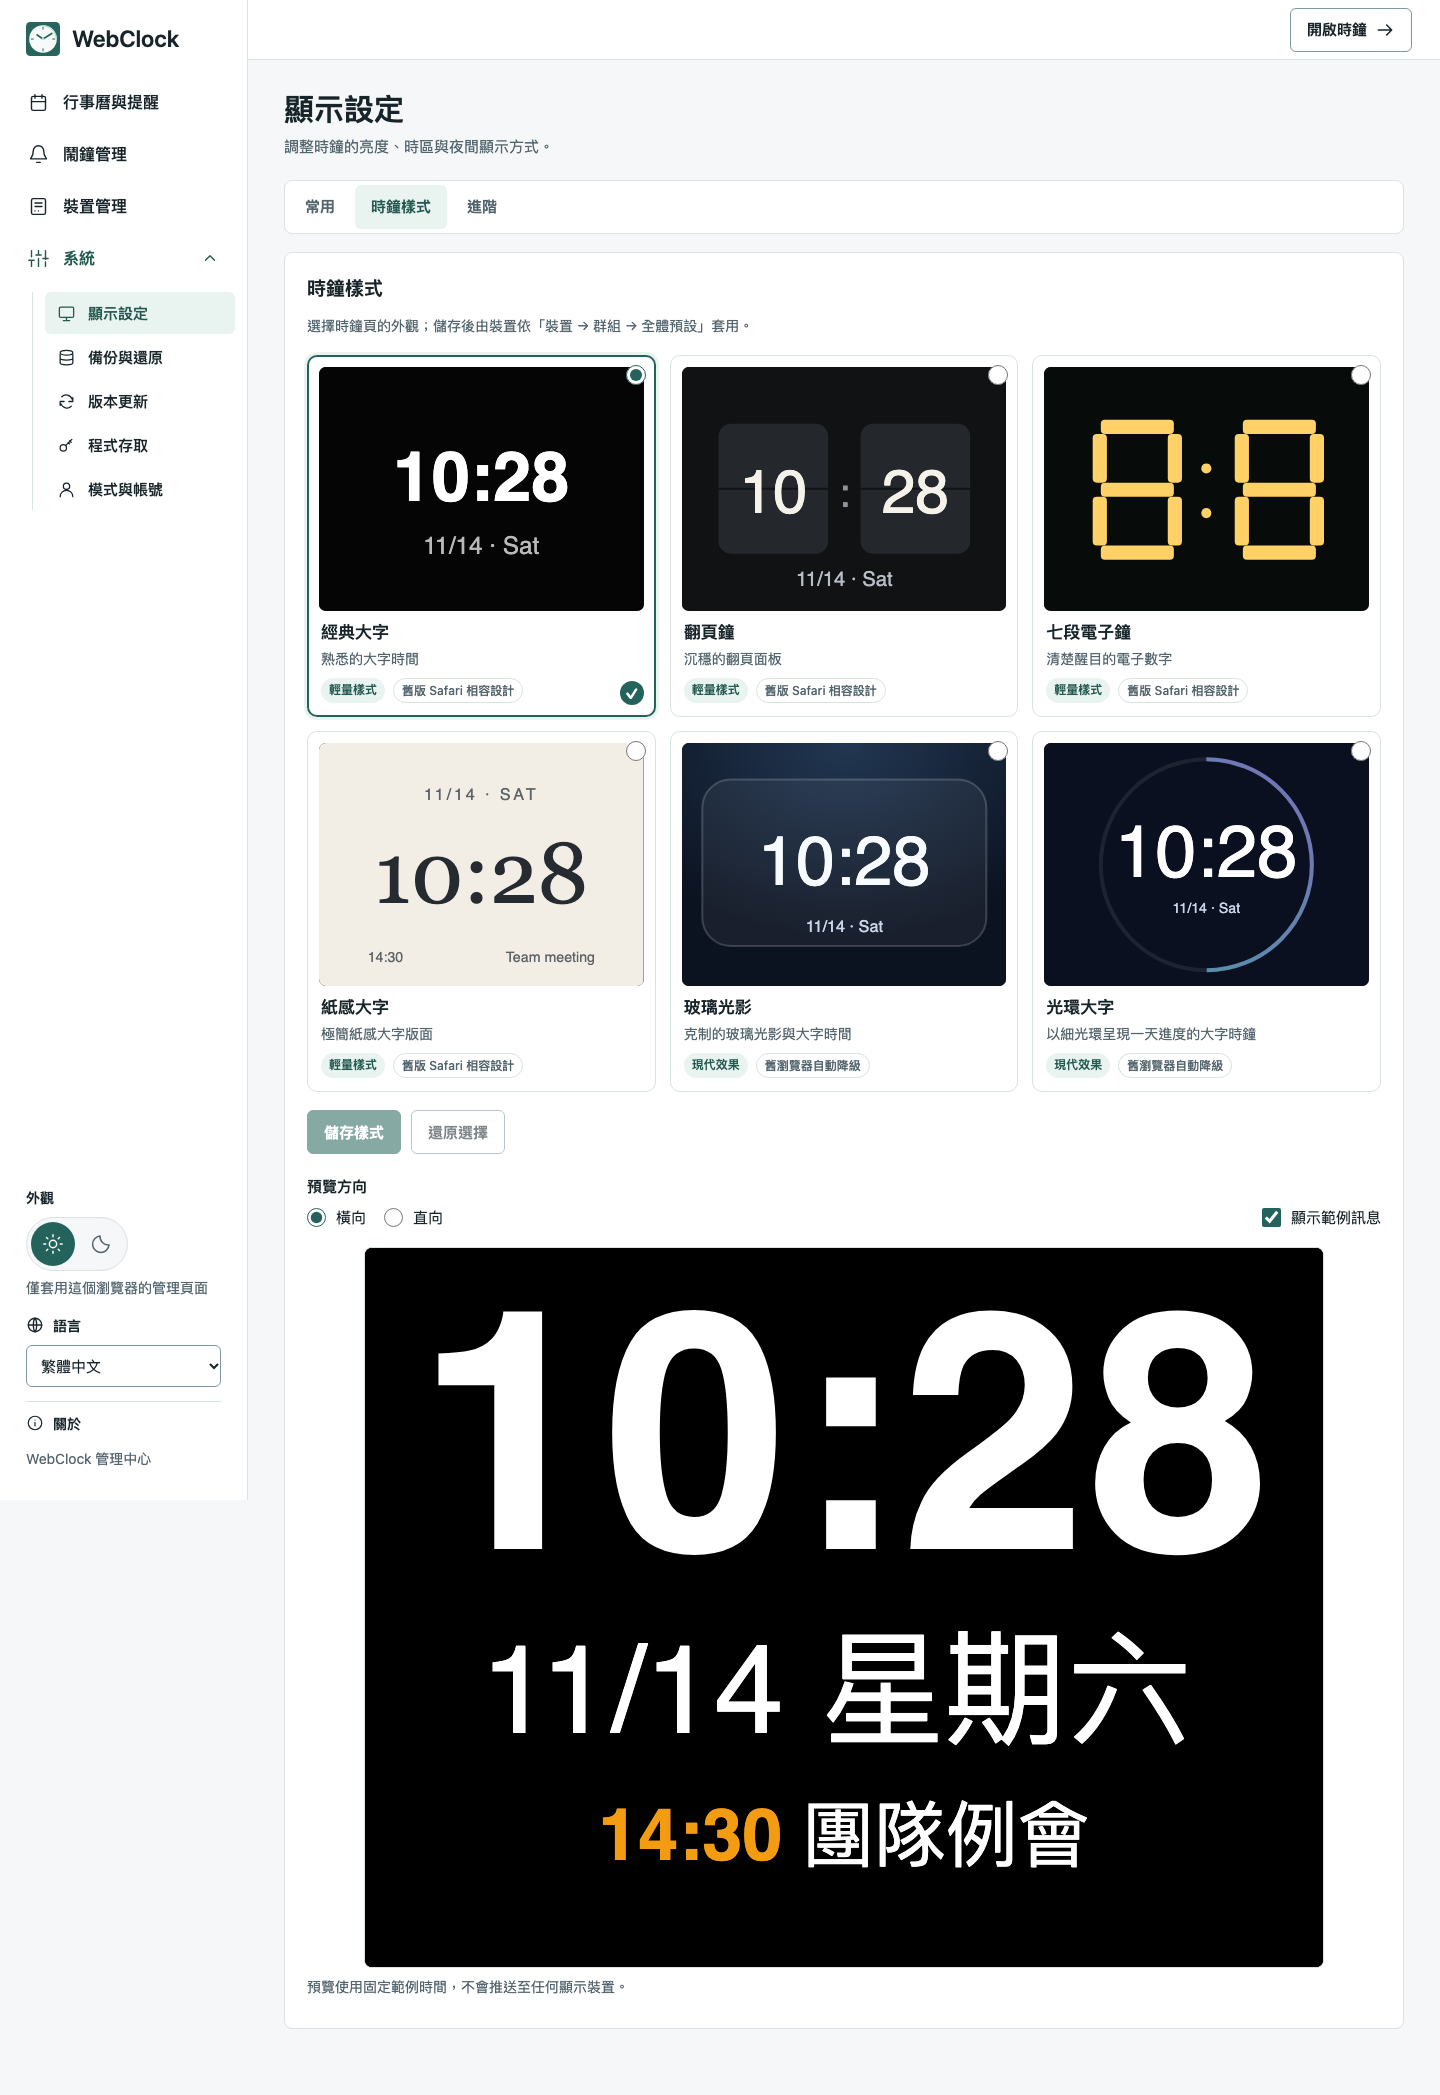 WebClock
開啟時鐘
行事曆與提醒
鬧鐘管理
裝置管理
系統
顯示設定
備份與還原
版本更新
程式存取
模式與帳號
外觀
僅套用這個瀏覽器的管理頁面
語言
繁體中文
關於
WebClock 管理中心
顯示設定
調整時鐘的亮度、時區與夜間顯示方式。
常用 時鐘樣式 進階
時鐘樣式
選擇時鐘頁的外觀；儲存後由裝置依「裝置 → 群組 → 全體預設」套用。
10:28
11/14 · Sat
經典大字
熟悉的大字時間
輕量樣式 舊版 Safari 相容設計
10 : 28
11/14 · Sat
翻頁鐘
沉穩的翻頁面板
輕量樣式 舊版 Safari 相容設計
8:8
七段電子鐘
清楚醒目的電子數字
輕量樣式 舊版 Safari 相容設計
11/14 · SAT
10:28
14:30 Team meeting
紙感大字
極簡紙感大字版面
輕量樣式 舊版 Safari 相容設計
10:28
11/14 · Sat
玻璃光影
克制的玻璃光影與大字時間
現代效果 舊瀏覽器自動降級
10:28
11/14 · Sat
光環大字
以細光環呈現一天進度的大字時鐘
現代效果 舊瀏覽器自動降級
儲存樣式 還原選擇
預覽方向
橫向 直向 顯示範例訊息
10:28
11/14 星期六
14:30 團隊例會
預覽使用固定範例時間，不會推送至任何顯示裝置。